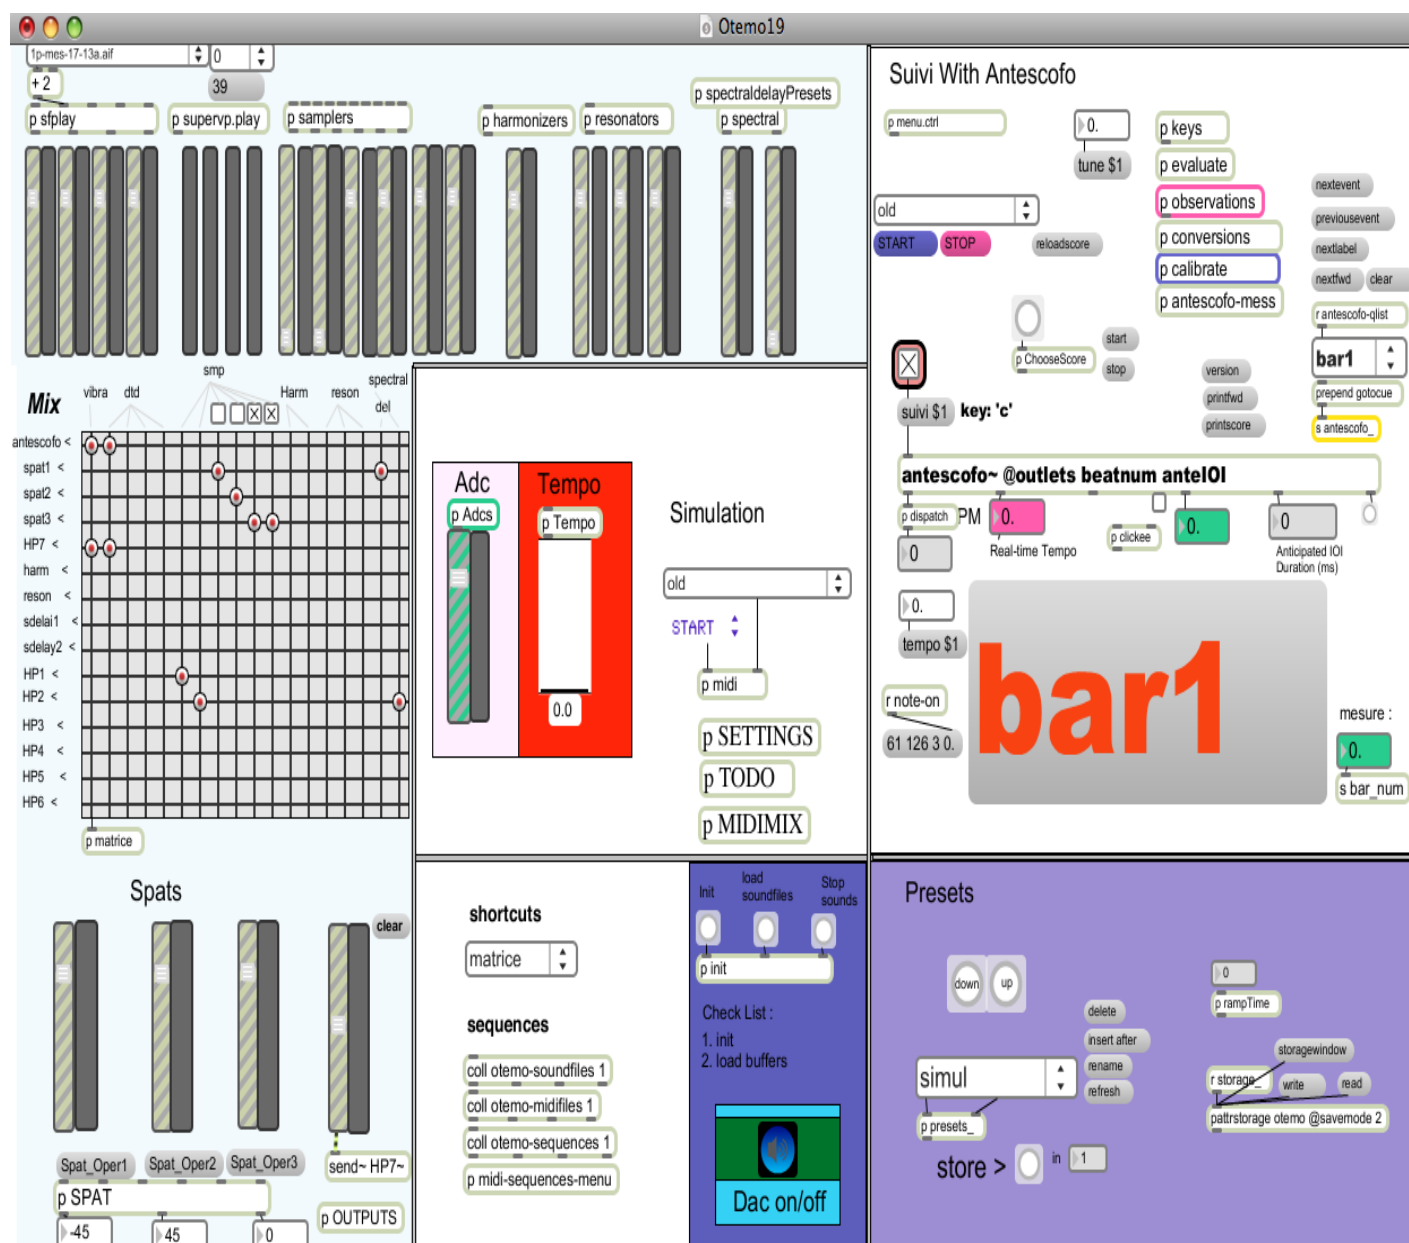 Otemo19
1p-mes-17-13a.aif
0
+ 2
39
p sfplay
p supervp.play
p samplers
p harmonizers
p resonators
p spectraldelayPresets
p spectral
Mix
vibra
dtd
smp
Harm
reson
spectral
del
antescofo <
spat1 <
spat2 <
spat3 <
HP7 <
harm <
reson <
sdelai1 <
sdelay2 <
HP1 <
HP2 <
HP3 <
HP4 <
HP5 <
HP6 <
p matrice
Spats
clear
Spat_Oper1
Spat_Oper2
Spat_Oper3
send~ HP7~
p SPAT
p OUTPUTS
-45
45
0
Adc
p Adcs
Tempo
p Tempo
0.0
Simulation
old
START
p midi
p SETTINGS
p TODO
p MIDIMIX
shortcuts
matrice
sequences
coll otemo-soundfiles 1
coll otemo-midifiles 1
coll otemo-sequences 1
p midi-sequences-menu
Init
load
soundfiles
Stop
sounds
p init
Check List :
1. init
2. load buffers
Dac on/off
Suivi With Antescofo
p menu.ctrl
0.
tune $1
p keys
p evaluate
p observations
p conversions
p calibrate
p antescofo-mess
old
START
STOP
reloadscore
nextevent
previousevent
nextlabel
nextfwd
clear
r antescofo-qlist
bar1
prepend gotocue
s antescofo_
p ChooseScore
start
stop
version
printfwd
printscore
suivi $1
key: 'c'
antescofo~ @outlets beatnum anteIOI
p dispatch
PM
0.
Real-time Tempo
p clickee
0.
0
Anticipated IOI
Duration (ms)
0
0.
tempo $1
r note-on
61 126 3 0.
bar1
mesure :
0.
s bar_num
Presets
down
up
0
p rampTime
delete
insert after
rename
refresh
simul
p presets_
store >
in
1
storagewindow
r storage_
write
read
pattrstorage otemo @savemode 2